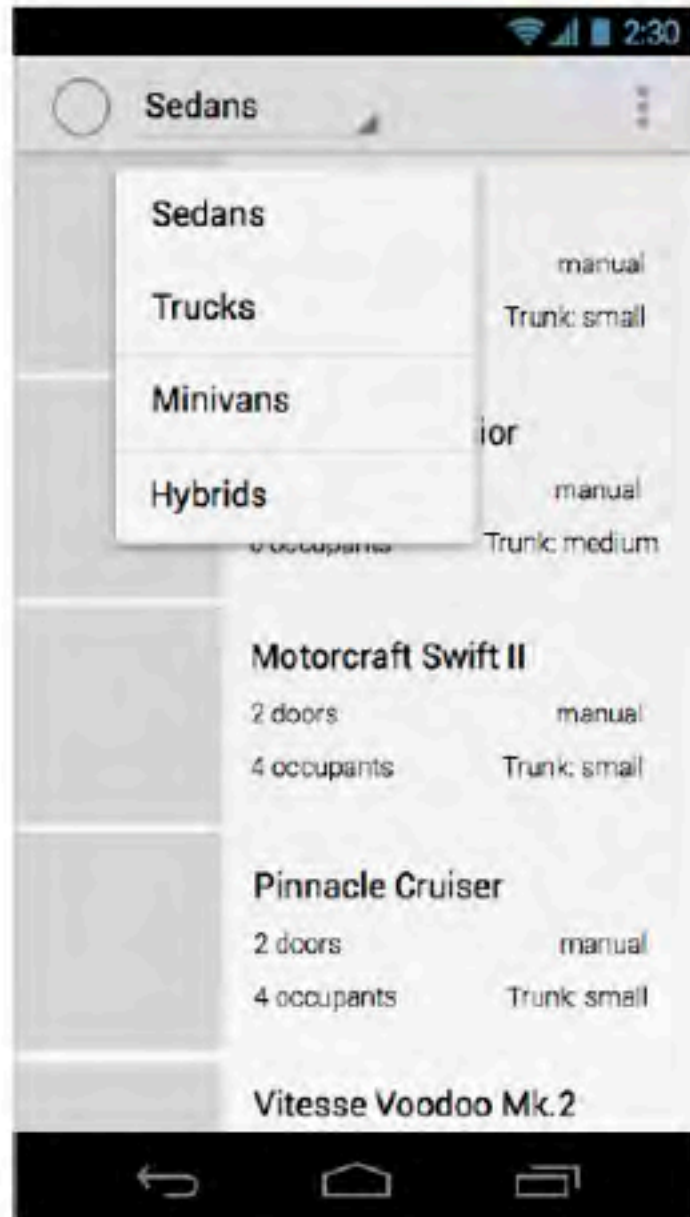 2:30
Sedans
Sedans
manual
Trucks
Trunk: small
Minivans
ior
Hybrids
manual
occupants Trunk: medium
Motorcraft Swift II
2 doors manual
4 occupants Trunk: small
Pinnacle Cruiser
2 doors manual
4 occupants Trunk: small
Vitesse Voodoo Mk.2